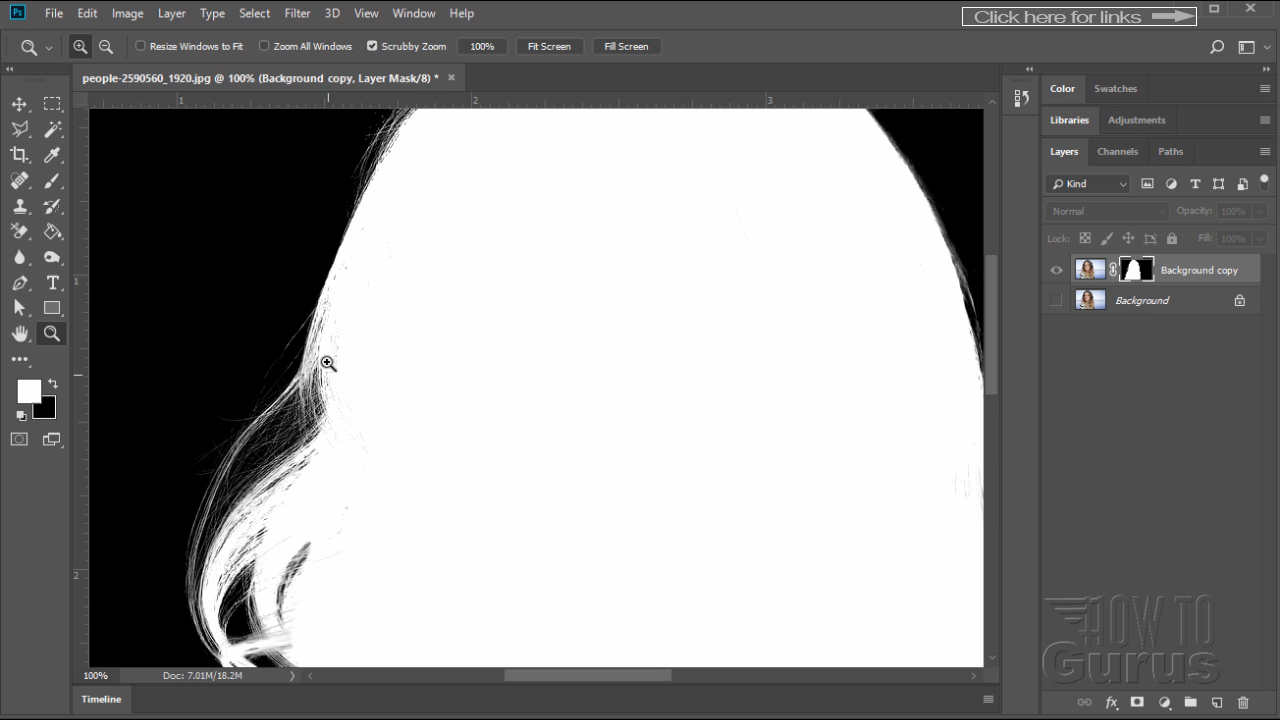 Ps File Edit Image Layer Type Select Filter 3D View Window Help
Click here for links
Resize Windows to Fit Zoom All Windows Scrubby Zoom 100% Fit Screen Fill Screen
people-2590560_1920.jpg @ 100% (Background copy, Layer Mask/8) *
1 2 3
1
2
Color Swatches
Libraries Adjustments
Layers Channels Paths
Kind
Normal Opacity: 100%
Lock: Fill: 100%
Background copy
Background
HOW TO
Gurus
100% Doc: 7.01M/18.2M
Timeline
fx